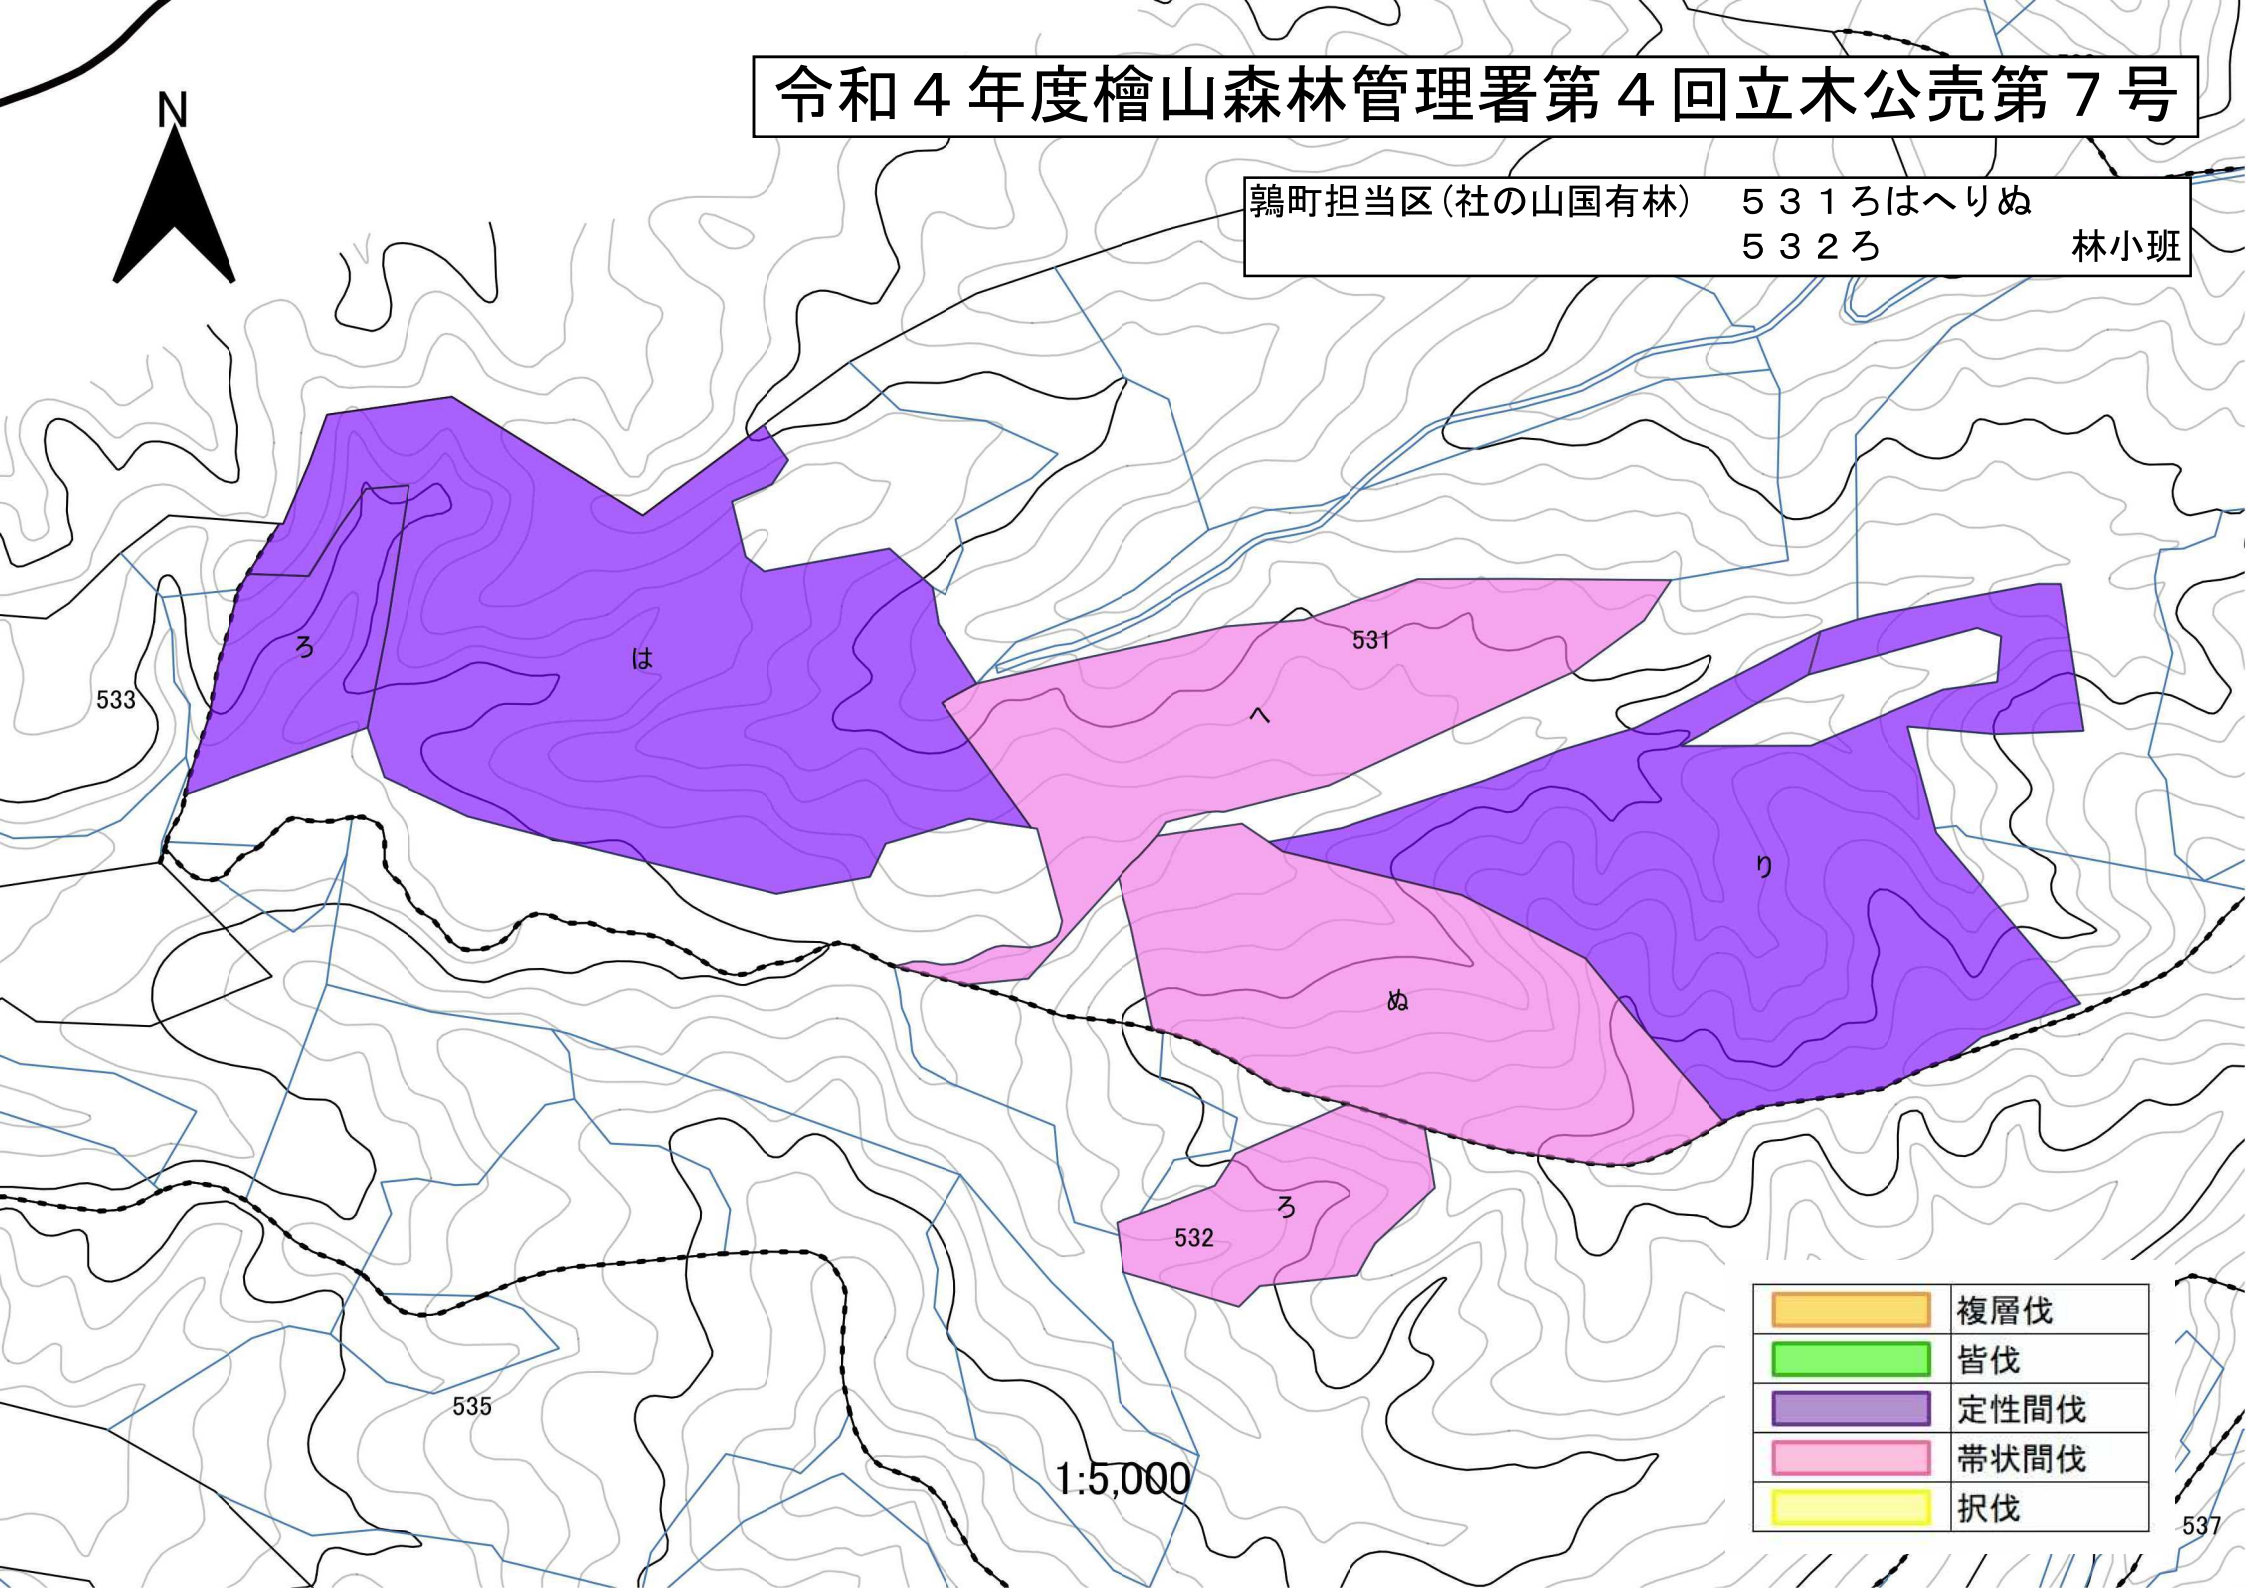 令和４年度檜山森林管理署第４回立木公売第７号
N
鶉町担当区(社の山国有林)　５３１ろはへりぬ
５３２ろ　林小班
531
ろ
は
へ
533
り
ぬ
ろ
532
535
1:5,000
537
複層伐
皆伐
定性間伐
帯状間伐
択伐